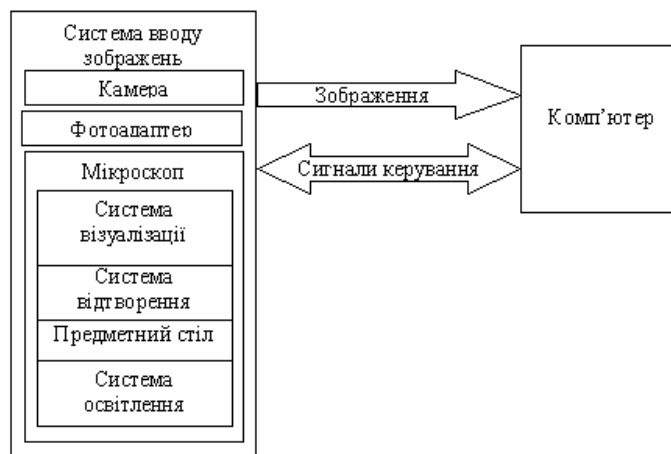 Система вводу
зображень
Камера
Фотоадаптер
Мікроскоп
Система
візуалізації
Система
відтворення
Предметний стіл
Система
освітлення
Зображення
Сигнали керування
Комп’ютер